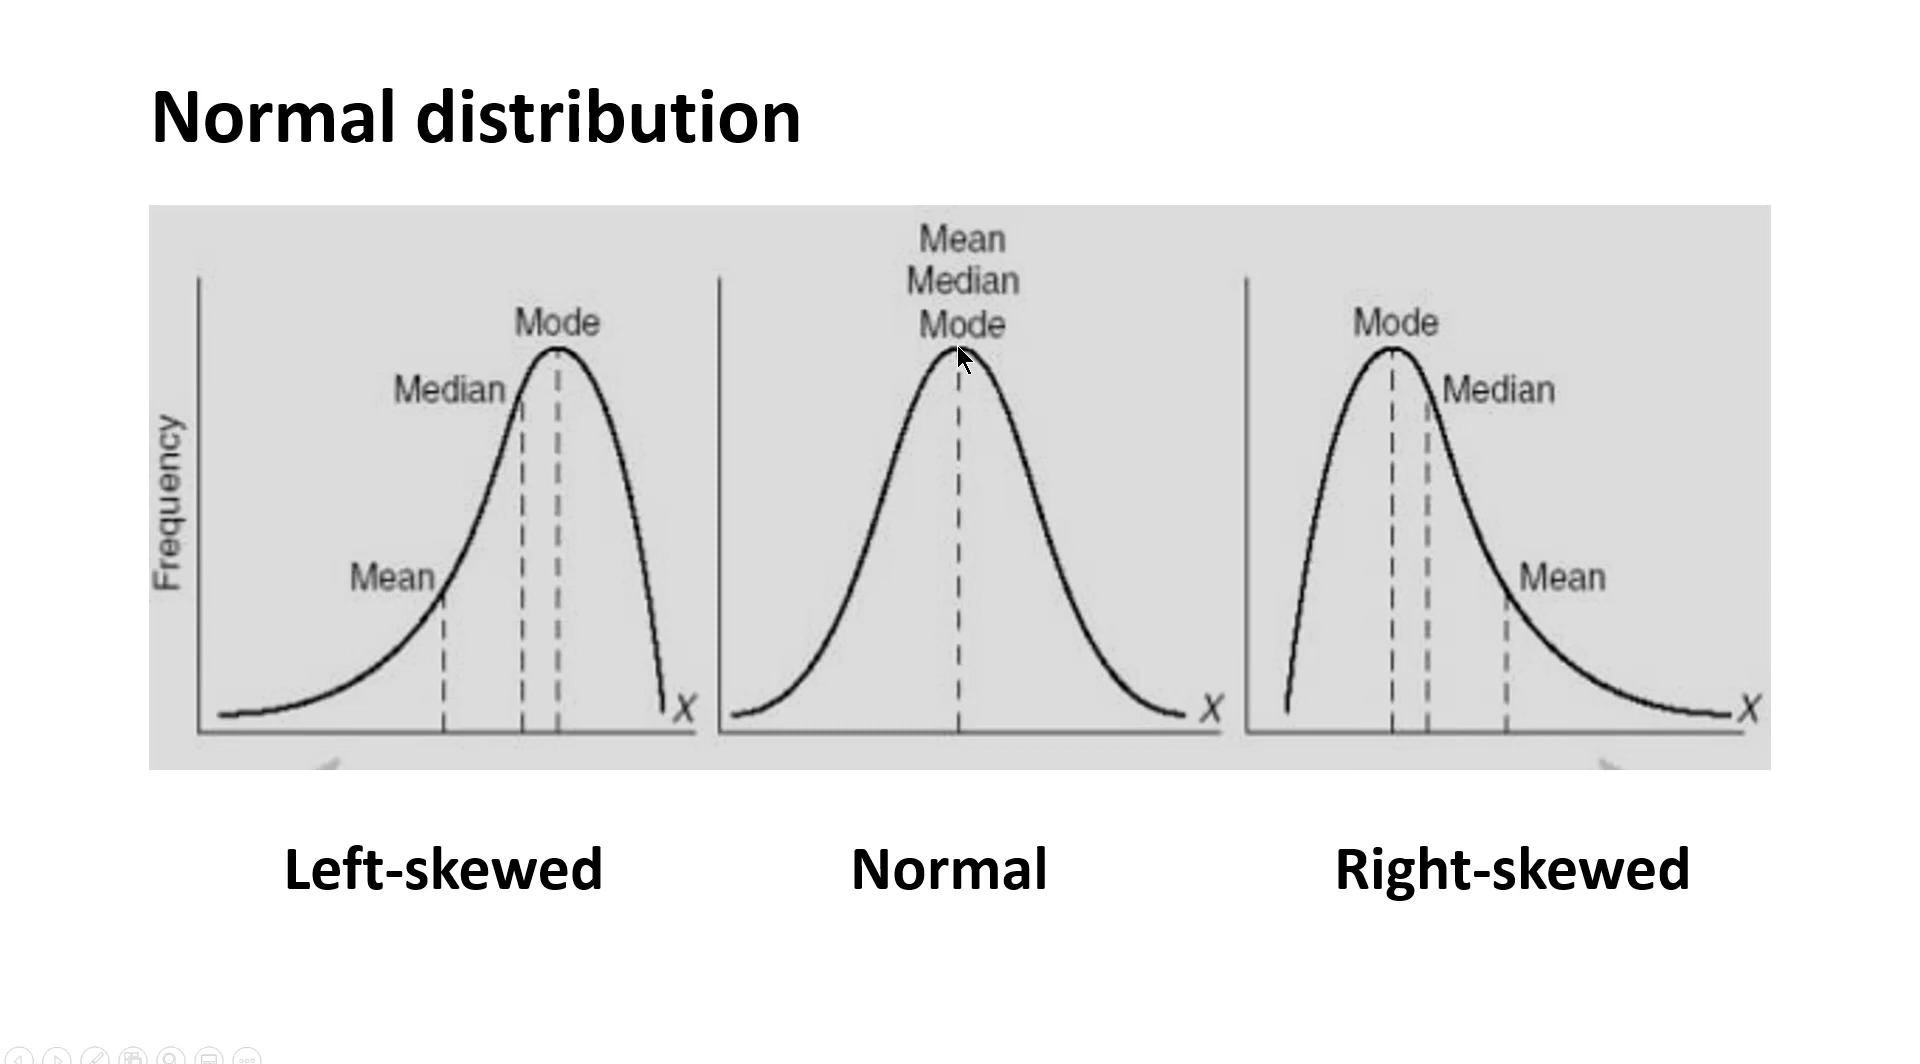 Normal distribution
Frequency
Mean
Median
Mode
X
Mean
Median
Mode
X
Mode
Median
Mean
X
Left-skewed
Normal
Right-skewed